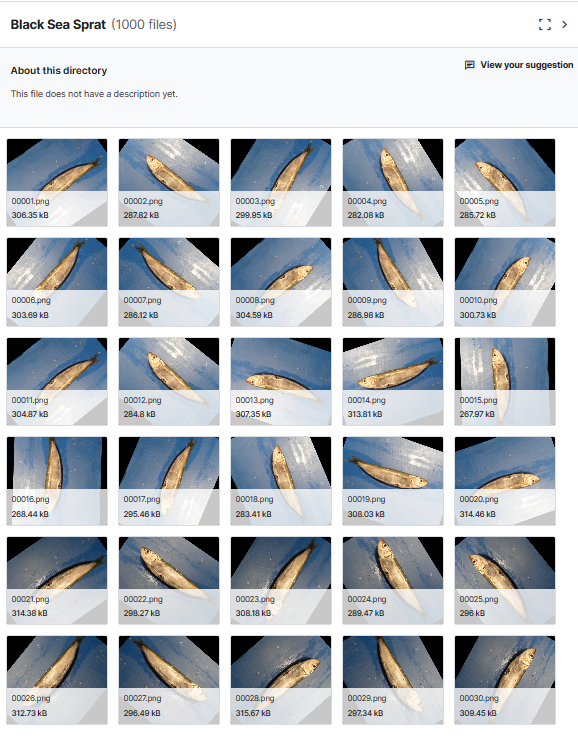 Black Sea Sprat (1000 files)
About this directory
View your suggestion
This file does not have a description yet.
00001.png
306.35 kB
00002.png
287.82 kB
00003.png
299.95 kB
00004.png
282.08 kB
00005.png
285.72 kB
00006.png
303.69 kB
00007.png
286.12 kB
00008.png
304.59 kB
00009.png
286.98 kB
00010.png
300.73 kB
00011.png
304.87 kB
00012.png
284.8 kB
00013.png
307.35 kB
00014.png
313.81 kB
00015.png
267.97 kB
00016.png
268.44 kB
00017.png
295.46 kB
00018.png
283.41 kB
00019.png
308.03 kB
00020.png
314.46 kB
00021.png
314.38 kB
00022.png
298.27 kB
00023.png
308.18 kB
00024.png
289.47 kB
00025.png
296 kB
00026.png
312.73 kB
00027.png
296.49 kB
00028.png
315.67 kB
00029.png
297.34 kB
00030.png
309.45 kB